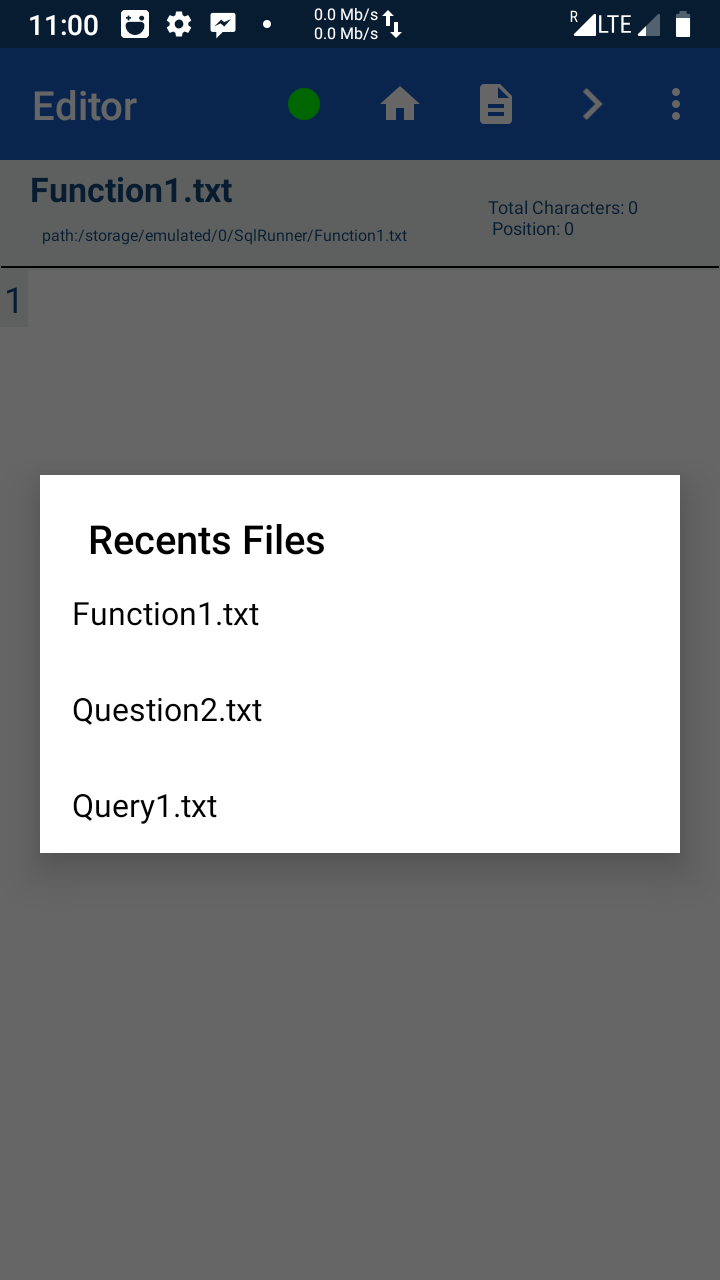 11:00
0.0 Mb/s
0.0 Mb/s
R
LTE
Editor
Function1.txt
Total Characters: 0
path:/storage/emulated/0/SqlRunner/Function1.txt
Position: 0
1
Recents Files
Function1.txt
Question2.txt
Query1.txt